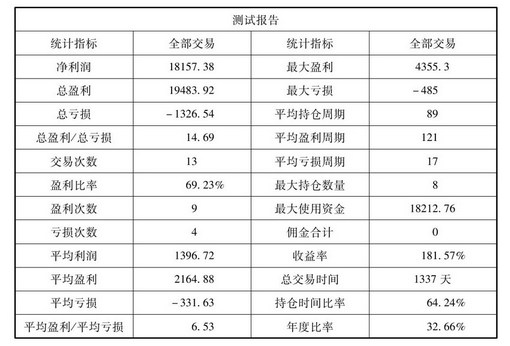 测试报告
统计指标 全部交易 统计指标 全部交易
净利润 18157.38 最大盈利 4355.3
总盈利 19483.92 最大亏损 -485
总亏损 -1326.54 平均持仓周期 89
总盈利/总亏损 14.69 平均盈利周期 121
交易次数 13 平均亏损周期 17
盈利比率 69.23% 最大持仓数量 8
盈利次数 9 最大使用资金 18212.76
亏损次数 4 佣金合计 0
平均利润 1396.72 收益率 181.57%
平均盈利 2164.88 总交易时间 1337 天
平均亏损 -331.63 持仓时间比率 64.24%
平均盈利/平均亏损 6.53 年度比率 32.66%